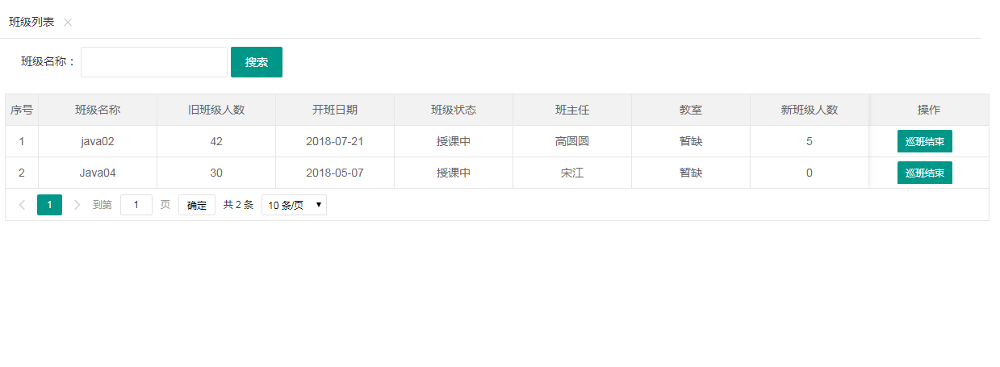 班级列表 ×
班级名称： 搜索
序号 班级名称 旧班级人数 开班日期 班级状态 班主任 教室 新班级人数 操作
1 java02 42 2018-07-21 授课中 高圆圆 暂缺 5 巡班结束
2 Java04 30 2018-05-07 授课中 宋江 暂缺 0 巡班结束
1 到第 1 页 确定 共 2 条 10 条/页